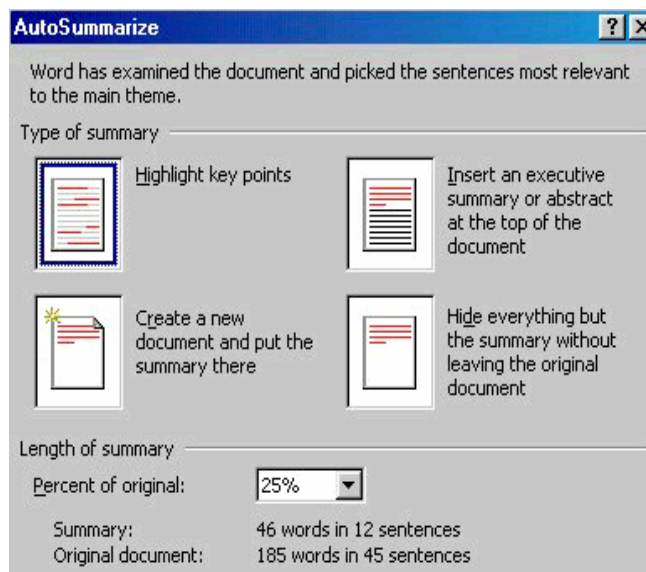 AutoSummarize
Word has examined the document and picked the sentences most relevant
to the main theme.
Type of summary
Highlight key points
Insert an executive
summary or abstract
at the top of the
document
Create a new
document and put the
summary there
Hide everything but
the summary without
leaving the original
document
Length of summary
Percent of original: 25%
Summary: 46 words in 12 sentences
Original document: 185 words in 45 sentences